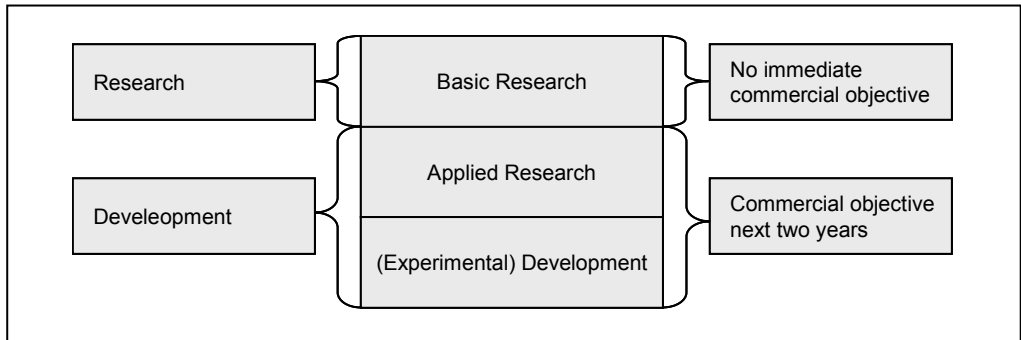 Research
Basic Research
No immediate
commercial objective
Applied Research
Develeopment
Commercial objective
next two years
(Experimental) Development